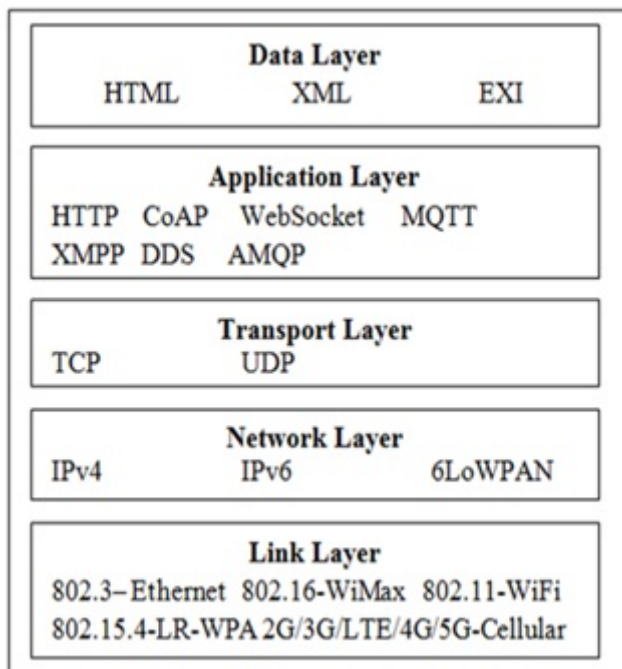 Data Layer
HTML XML EXI
Application Layer
HTTP CoAP WebSocket MQTT
XMPP DDS AMQP
Transport Layer
TCP UDP
Network Layer
IPv4 IPv6 6LoWPAN
Link Layer
802.3–Ethernet 802.16-WiMax 802.11-WiFi
802.15.4-LR-WPA 2G/3G/LTE/4G/5G-Cellular